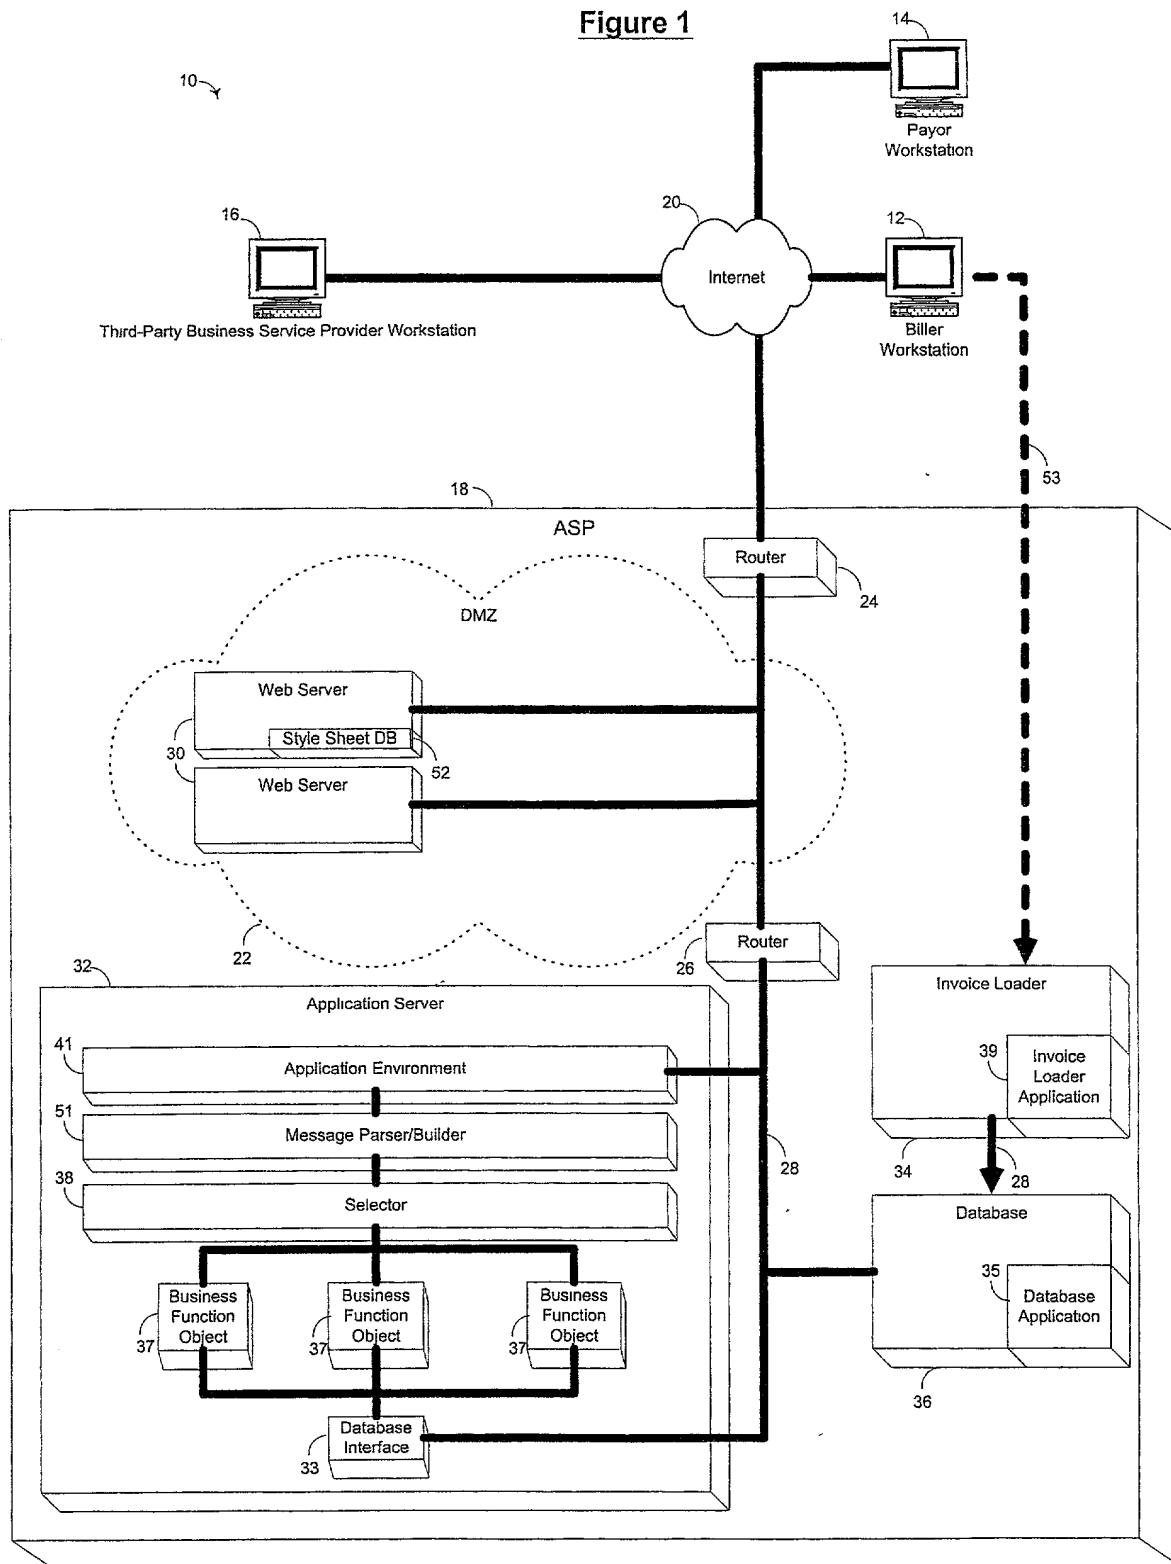 Figure 1
14
10
Payor
Workstation
20
12
16
Internet
Third-Party Business Service Provider Workstation
Biller
Workstation
53
18
ASP
Router
24
DMZ
Web Server
Style Sheet DB
30
52
Web Server
22
Router
26
32
Application Server
Invoice Loader
41
Application Environment
39
Invoice
Loader
Application
51
Message Parser/Builder
28
34
28
38
Selector
Database
35
Database
Application
Business
Function
Object
37
Business
Function
Object
37
Business
Function
Object
37
36
Database
Interface
33